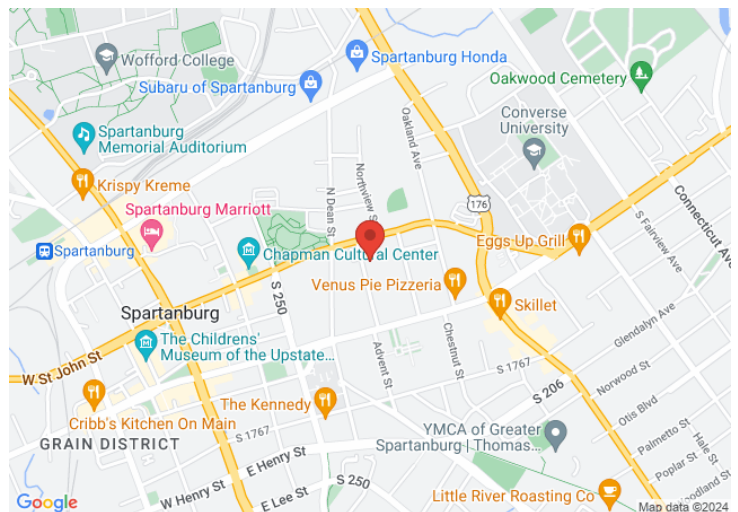 Wofford College
Spartanburg Honda
Subaru of Spartanburg
Oakwood Cemetery
Converse
University
Oakland Ave
Spartanburg
Memorial Auditorium
Krispy Kreme
Northview S
N Dean St
176
Connecticut Ave
S Fairview Ave
Spartanburg Marriott
Spartanburg
Chapman Cultural
Center
Eggs Up Grill
S 250
Venus Pie Pizzeria
Skillet
Spartanburg
The Childrens'
Museum of the Upstate...
Glendalyn Ave
W St John St
Advent St
Chestnut St
S 1767
Norwood St
S 206
Cribb's Kitchen On Main
The Kennedy
Otis Blvd
GRAIN DISTRICT
S 1767
YMCA of Greater
Spartanburg | Thomas...
Palmetto St
Hale St
E Henry St
Poplar St
W Henry St
S 250
E Lee St
Little River Roasting Co
Woodland St
Google
Map data ©2024